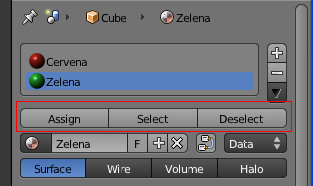 Cube Zelena
Cervena
Zelena
Assign Select Deselect
Zelena F Data
Surface Wire Volume Halo